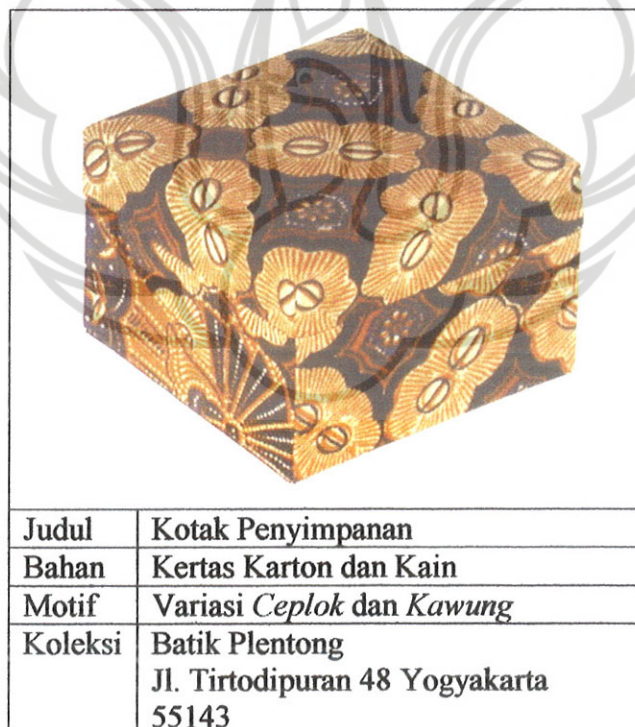 Judul Kotak Penyimpanan
Bahan Kertas Karton dan Kain
Motif Variasi Ceplok dan Kawung
Koleksi Batik Plentong
Jl. Tirtodipuran 48 Yogyakarta
55143